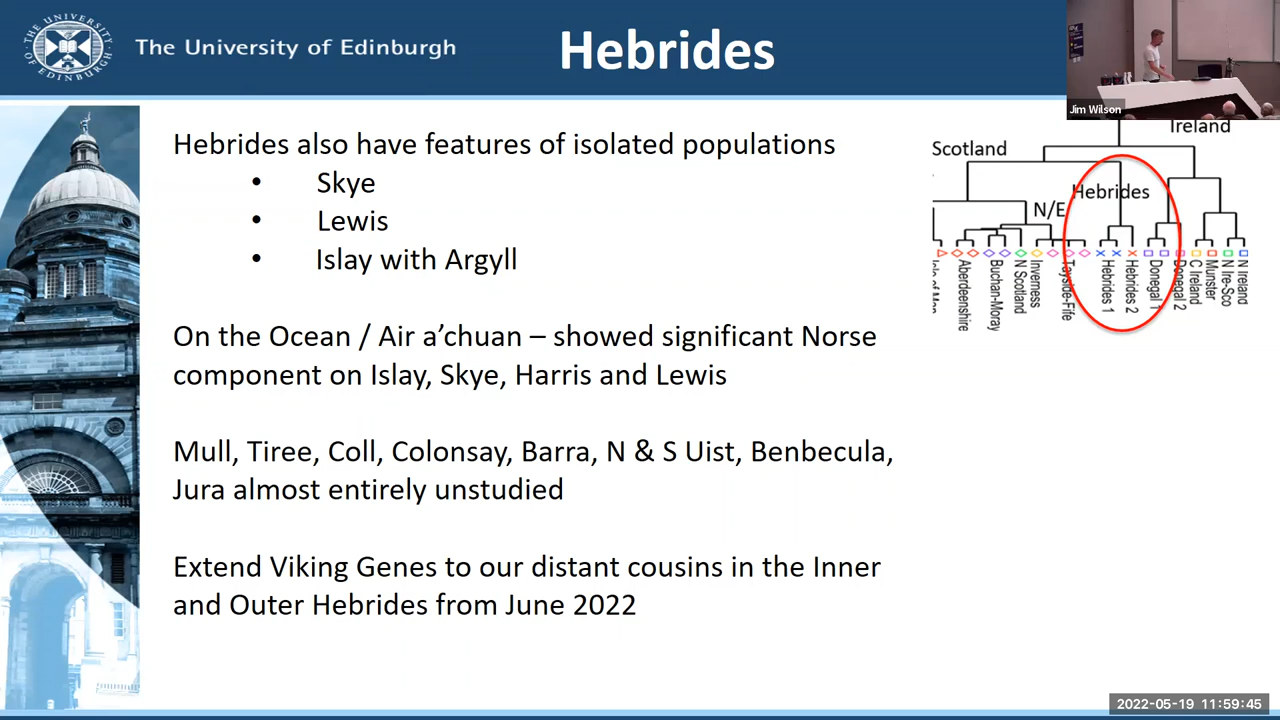 THE UNIVERSITY OF EDINBURGH
The University of Edinburgh
Hebrides
Jim Wilson
Hebrides also have features of isolated populations
• Skye
• Lewis
• Islay with Argyll
On the Ocean / Air a’chuan – showed significant Norse
component on Islay, Skye, Harris and Lewis
Mull, Tiree, Coll, Colonsay, Barra, N & S Uist, Benbecula,
Jura almost entirely unstudied
Extend Viking Genes to our distant cousins in the Inner
and Outer Hebrides from June 2022
Ireland
Scotland
Hebrides
N/E
Aberdeenshire
Buchan-Moray
N Scotland
Inverness
Tayside-Fife
Hebrides 1
Hebrides 2
Donegal 1
Donegal 2
C Ireland
Munster
N Ire-Sco
N Ireland
2022-05-19 11:59:45